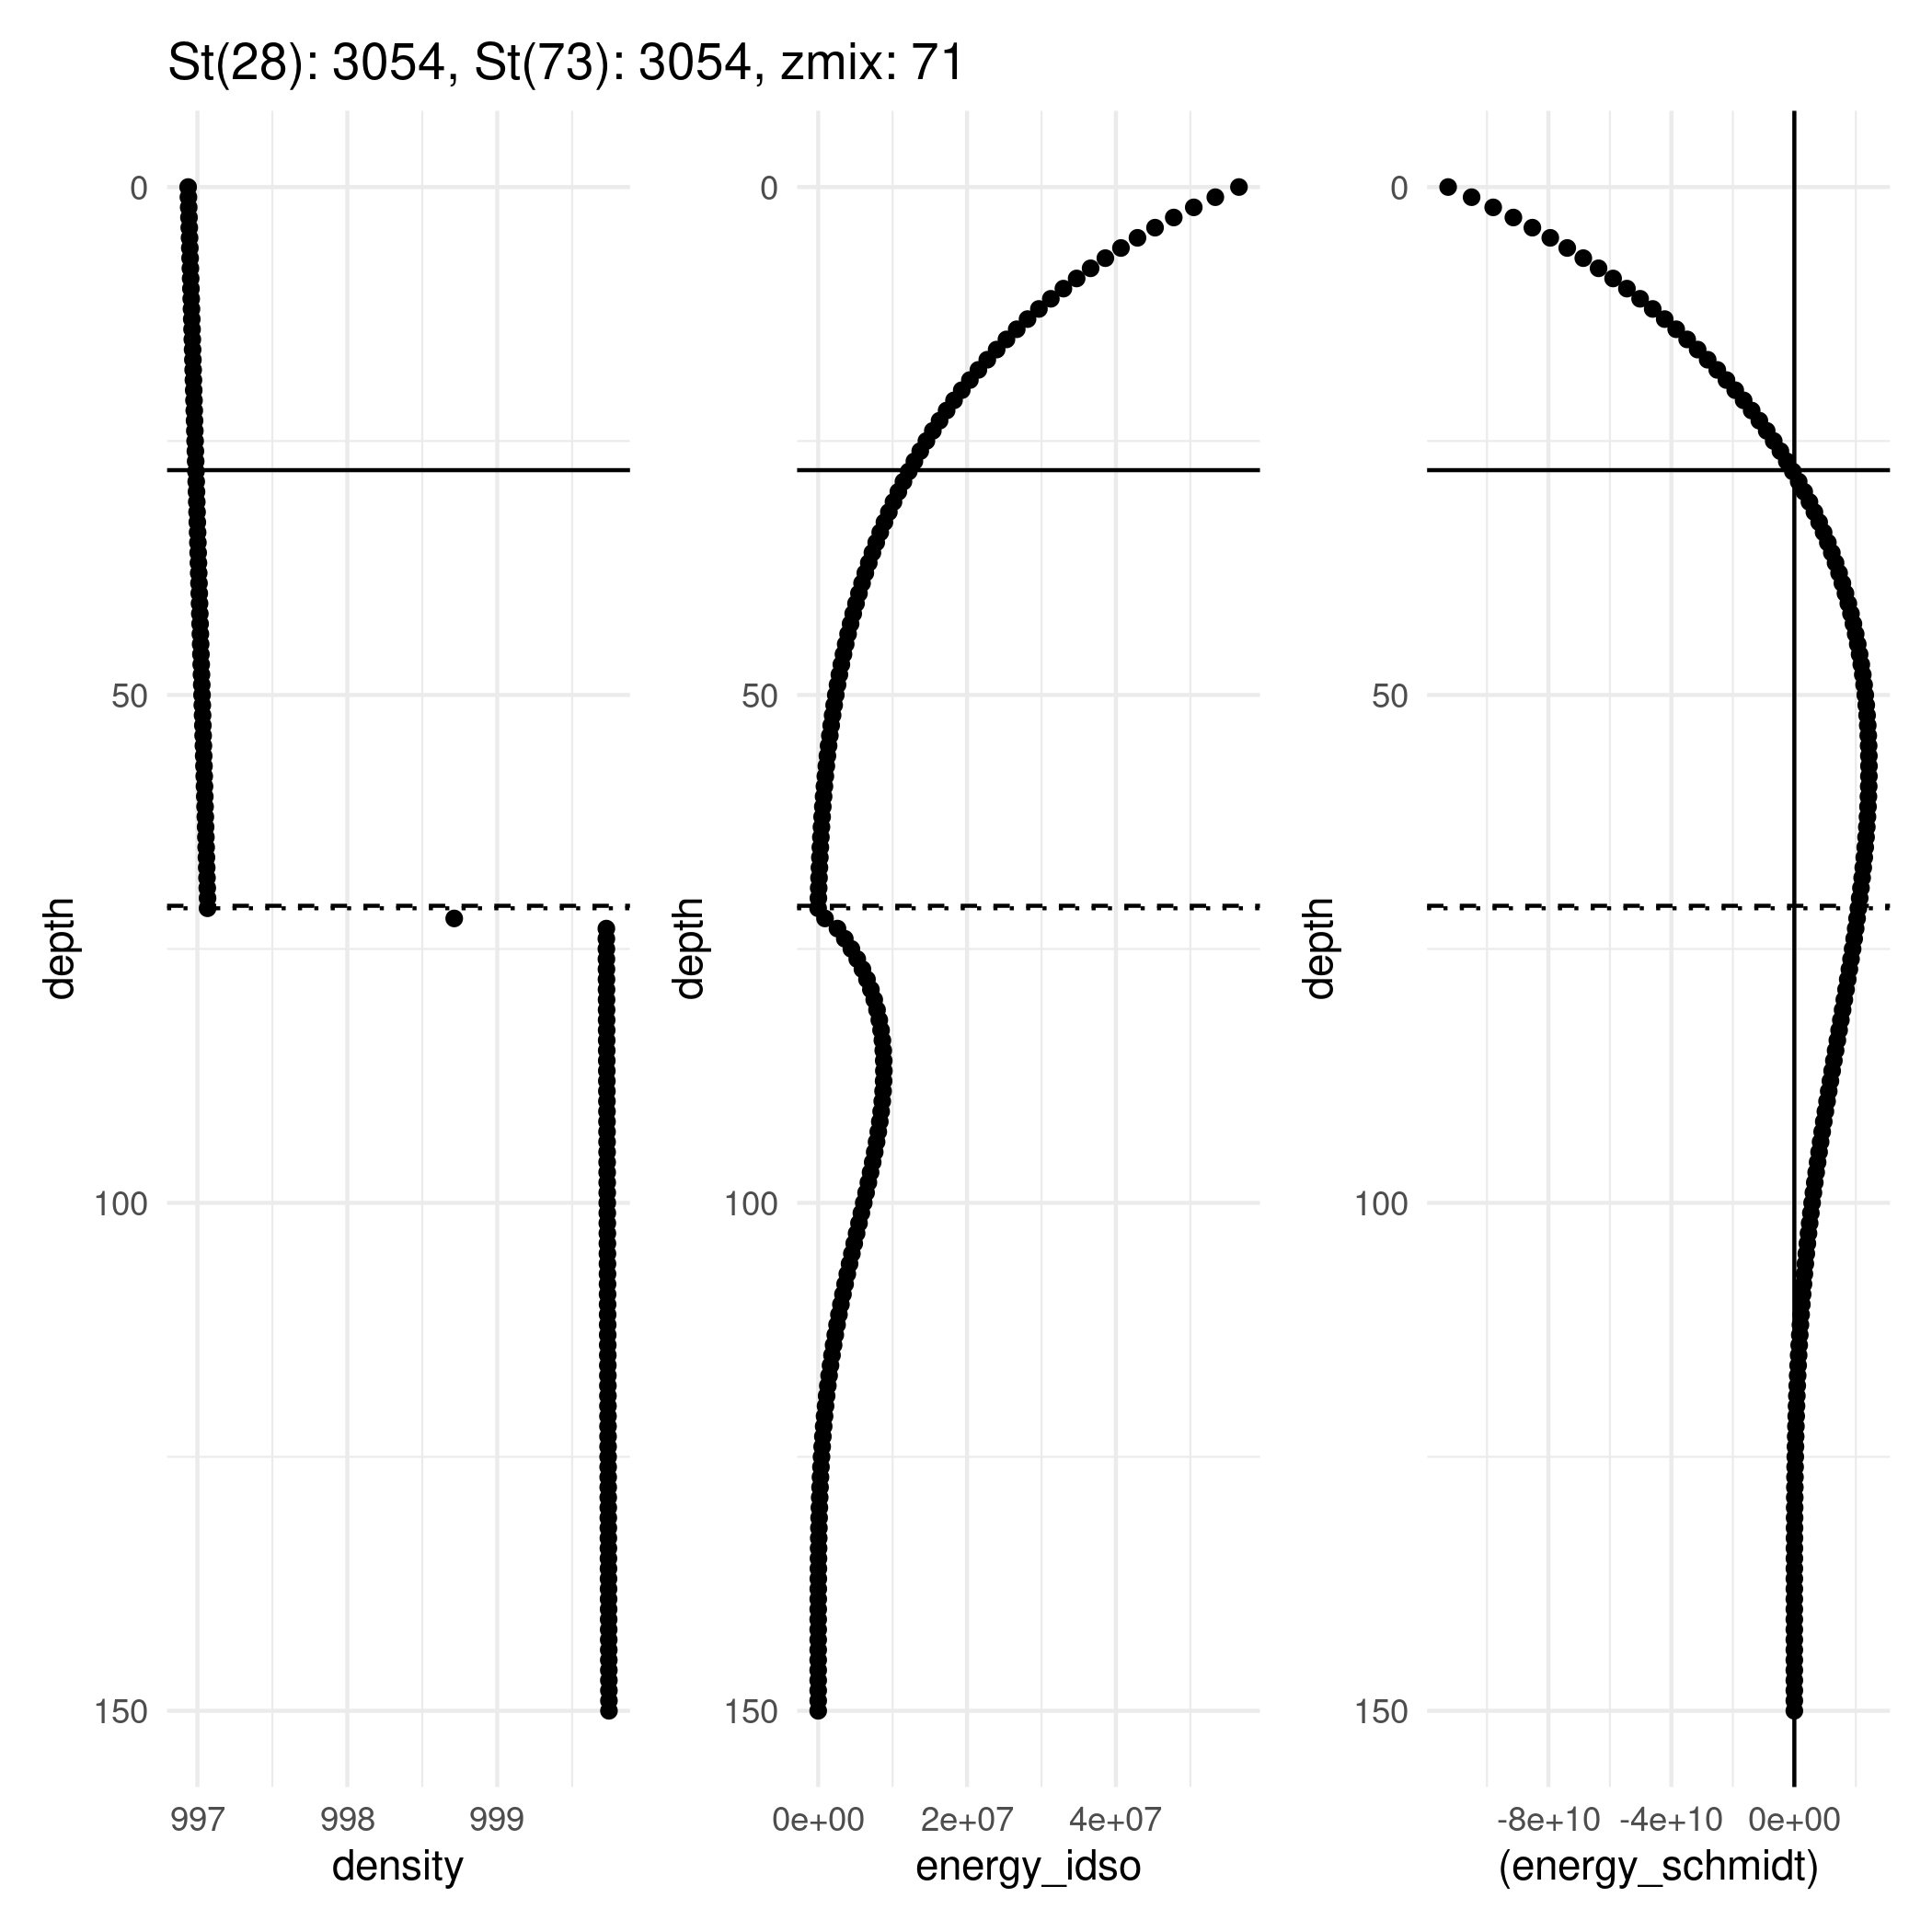 St(28): 3054, St(73): 3054, zmix: 71
0
50
100
150
depth
997 998 999
density
0
50
100
150
depth
0e+00 2e+07 4e+07
energy_idso
0
50
100
150
depth
-8e+10 -4e+10 0e+00
(energy_schmidt)